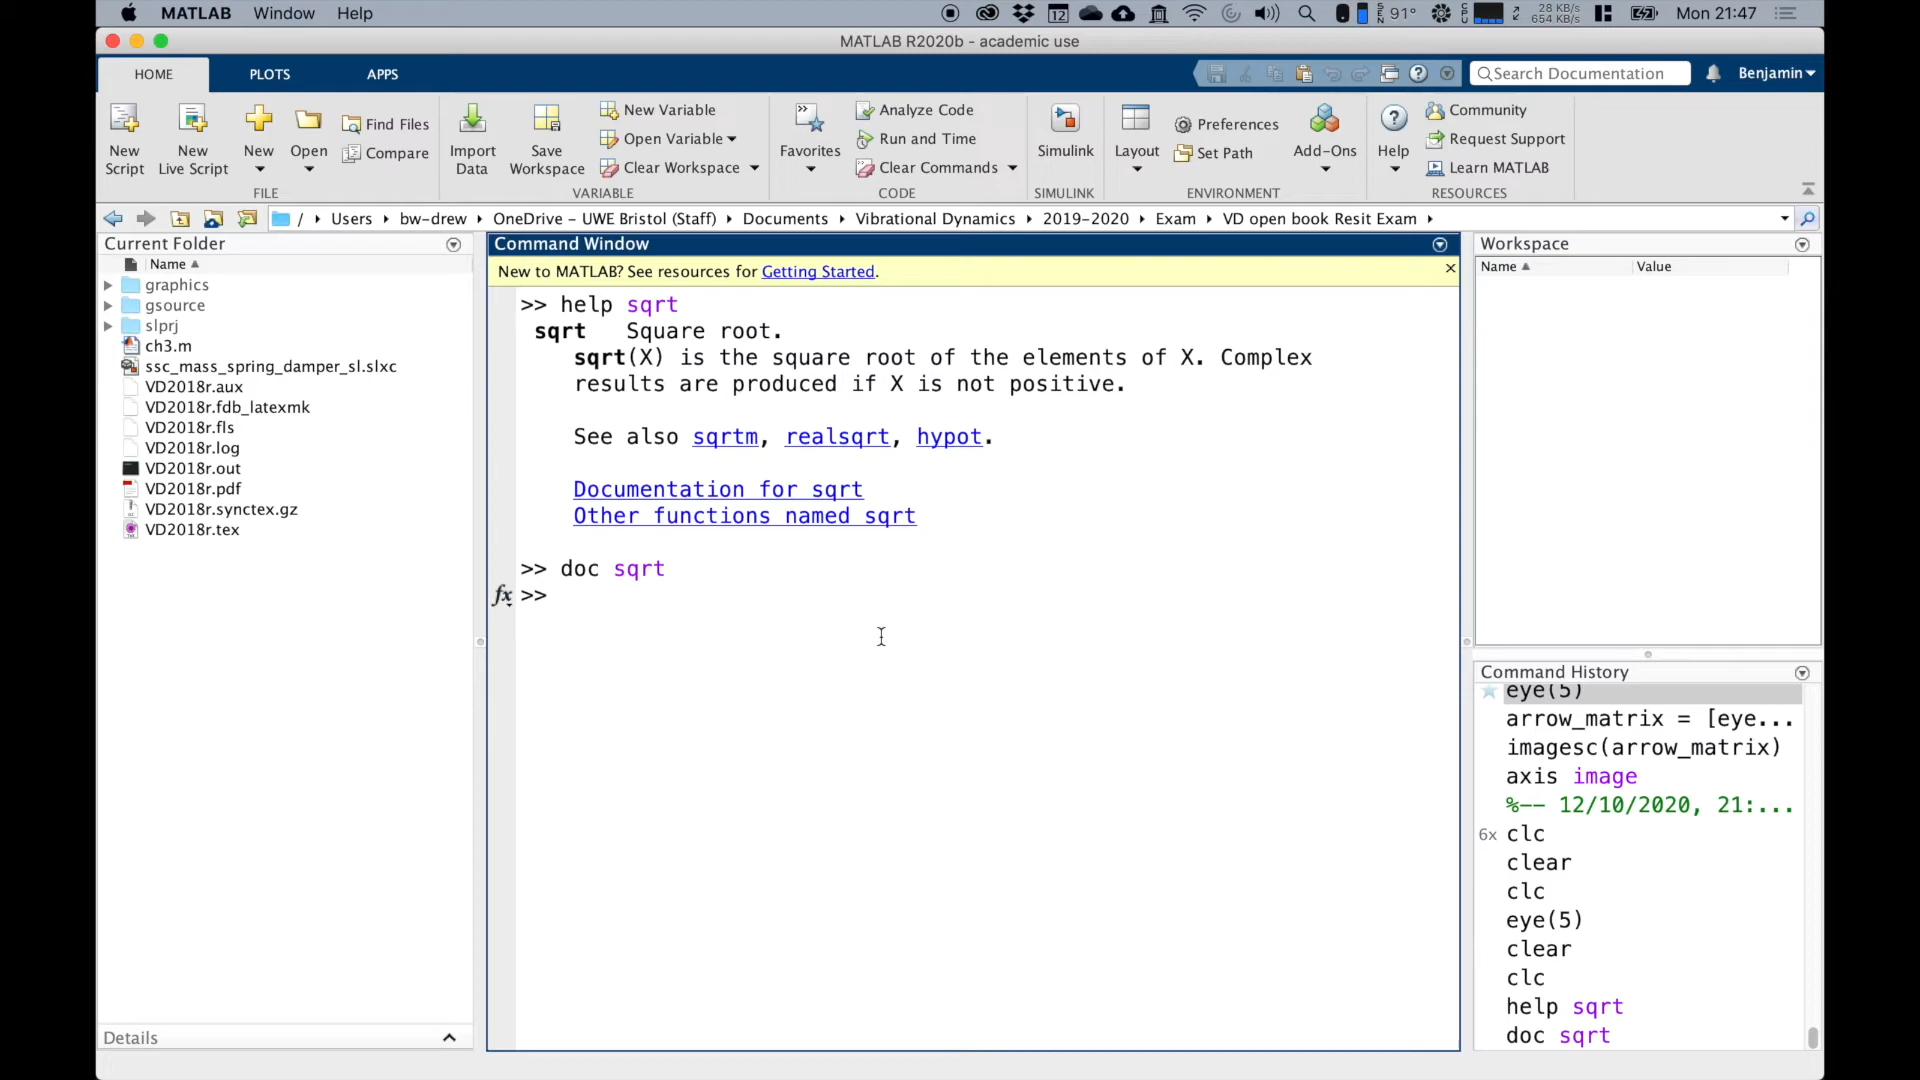 MATLAB Window Help
12
91°
28 KB/s
654 KB/s
Mon 21:47
MATLAB R2020b - academic use
HOME PLOTS APPS
Search Documentation
Benjamin
New Script
New Live Script
New
Open
Find Files
Compare
FILE
Import Data
Save Workspace
New Variable
Open Variable
Clear Workspace
VARIABLE
Favorites
Analyze Code
Run and Time
Clear Commands
CODE
Simulink
SIMULINK
Layout
Preferences
Set Path
Add-Ons
ENVIRONMENT
Help
Community
Request Support
Learn MATLAB
RESOURCES
/ Users bw-drew OneDrive - UWE Bristol (Staff) Documents Vibrational Dynamics 2019-2020 Exam VD open book Resit Exam
Current Folder
Name
graphics
gsource
slprj
ch3.m
ssc_mass_spring_damper_sl.slxc
VD2018r.aux
VD2018r.fdb_latexmk
VD2018r.fls
VD2018r.log
VD2018r.out
VD2018r.pdf
VD2018r.synctex.gz
VD2018r.tex
Details
Command Window
New to MATLAB? See resources for Getting Started.
>> help sqrt
sqrt Square root.
sqrt(X) is the square root of the elements of X. Complex
results are produced if X is not positive.
See also sqrtm, realsqrt, hypot.
Documentation for sqrt
Other functions named sqrt
>> doc sqrt
fx >>
Workspace
Name Value
Command History
eye(5)
arrow_matrix = [eye...
imagesc(arrow_matrix)
axis image
%-- 12/10/2020, 21:...
6x clc
clear
clc
eye(5)
clear
clc
help sqrt
doc sqrt